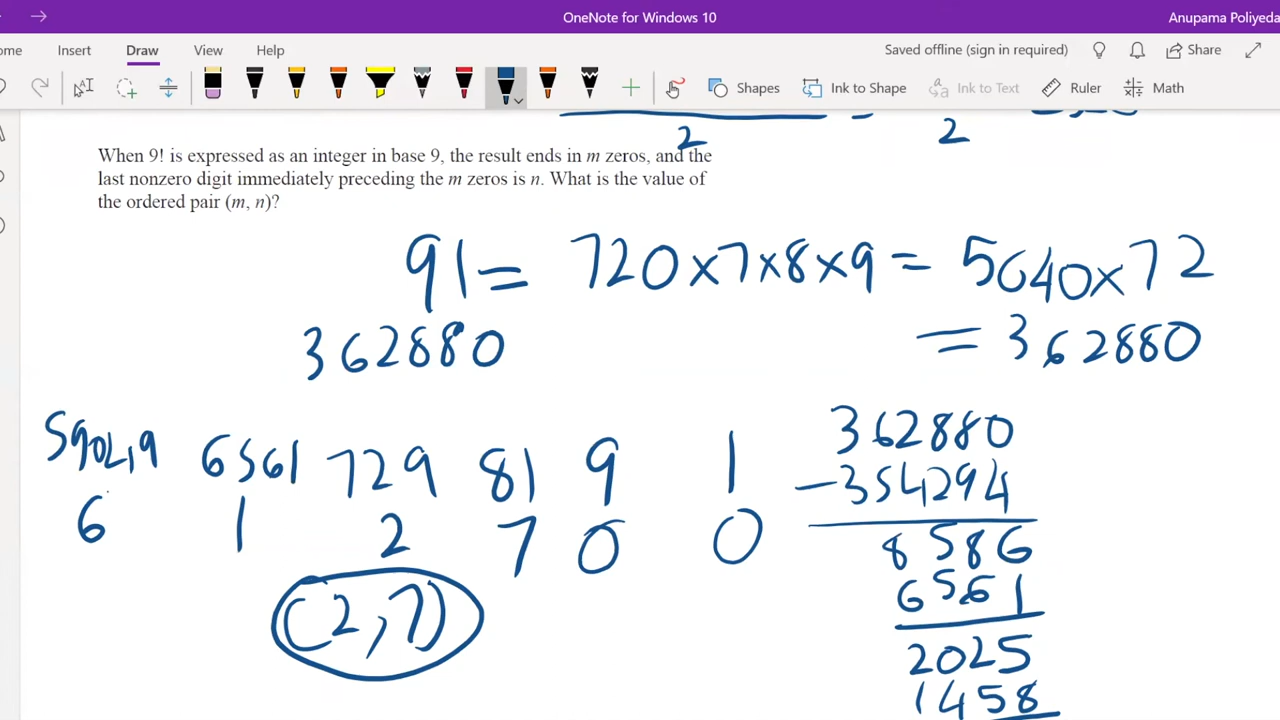 OneNote for Windows 10
Anupama Poliyeda
ome Insert Draw View Help
Saved offline (sign in required) Share
Shapes Ink to Shape Ink to Text Ruler Math
2 2
When 9! is expressed as an integer in base 9, the result ends in m zeros, and the
last nonzero digit immediately preceding the m zeros is n. What is the value of
the ordered pair (m, n)?
9! = 720×7×8×9 = 5040×72
362880
= 362880
59049 6561 729 81 9 1
6 1 2 7 0 0
(2,7)
362880
-354294
8586
6561
2025
1458